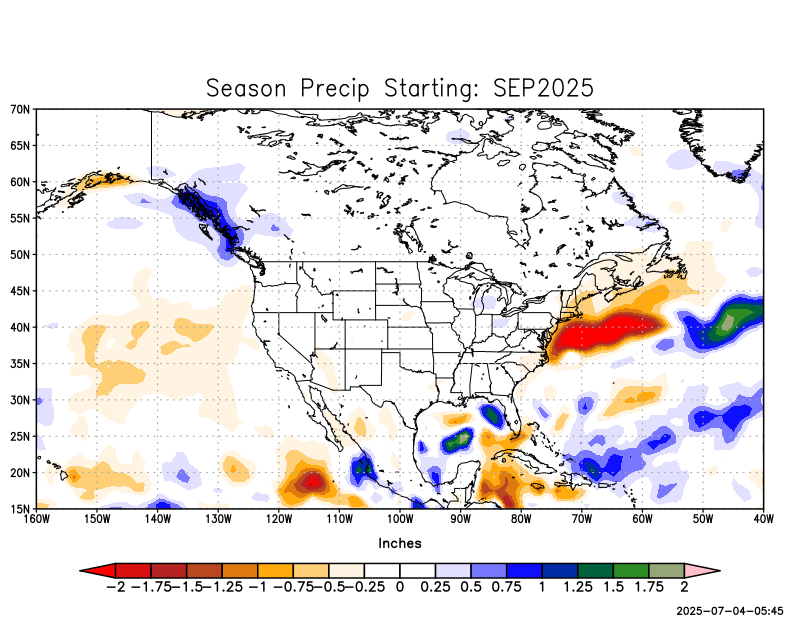 Season Precip Starting: SEP2025
70N
65N
60N
55N
50N
45N
40N
35N
30N
25N
20N
15N
160W 150W 140W 130W 120W 110W 100W 90W 80W 70W 60W 50W 40W
Inches
−2 −1.75 −1.5 −1.25 −1 −0.75 −0.5 −0.25 0 0.25 0.5 0.75 1 1.25 1.5 1.75 2
2025-07-04-05:45